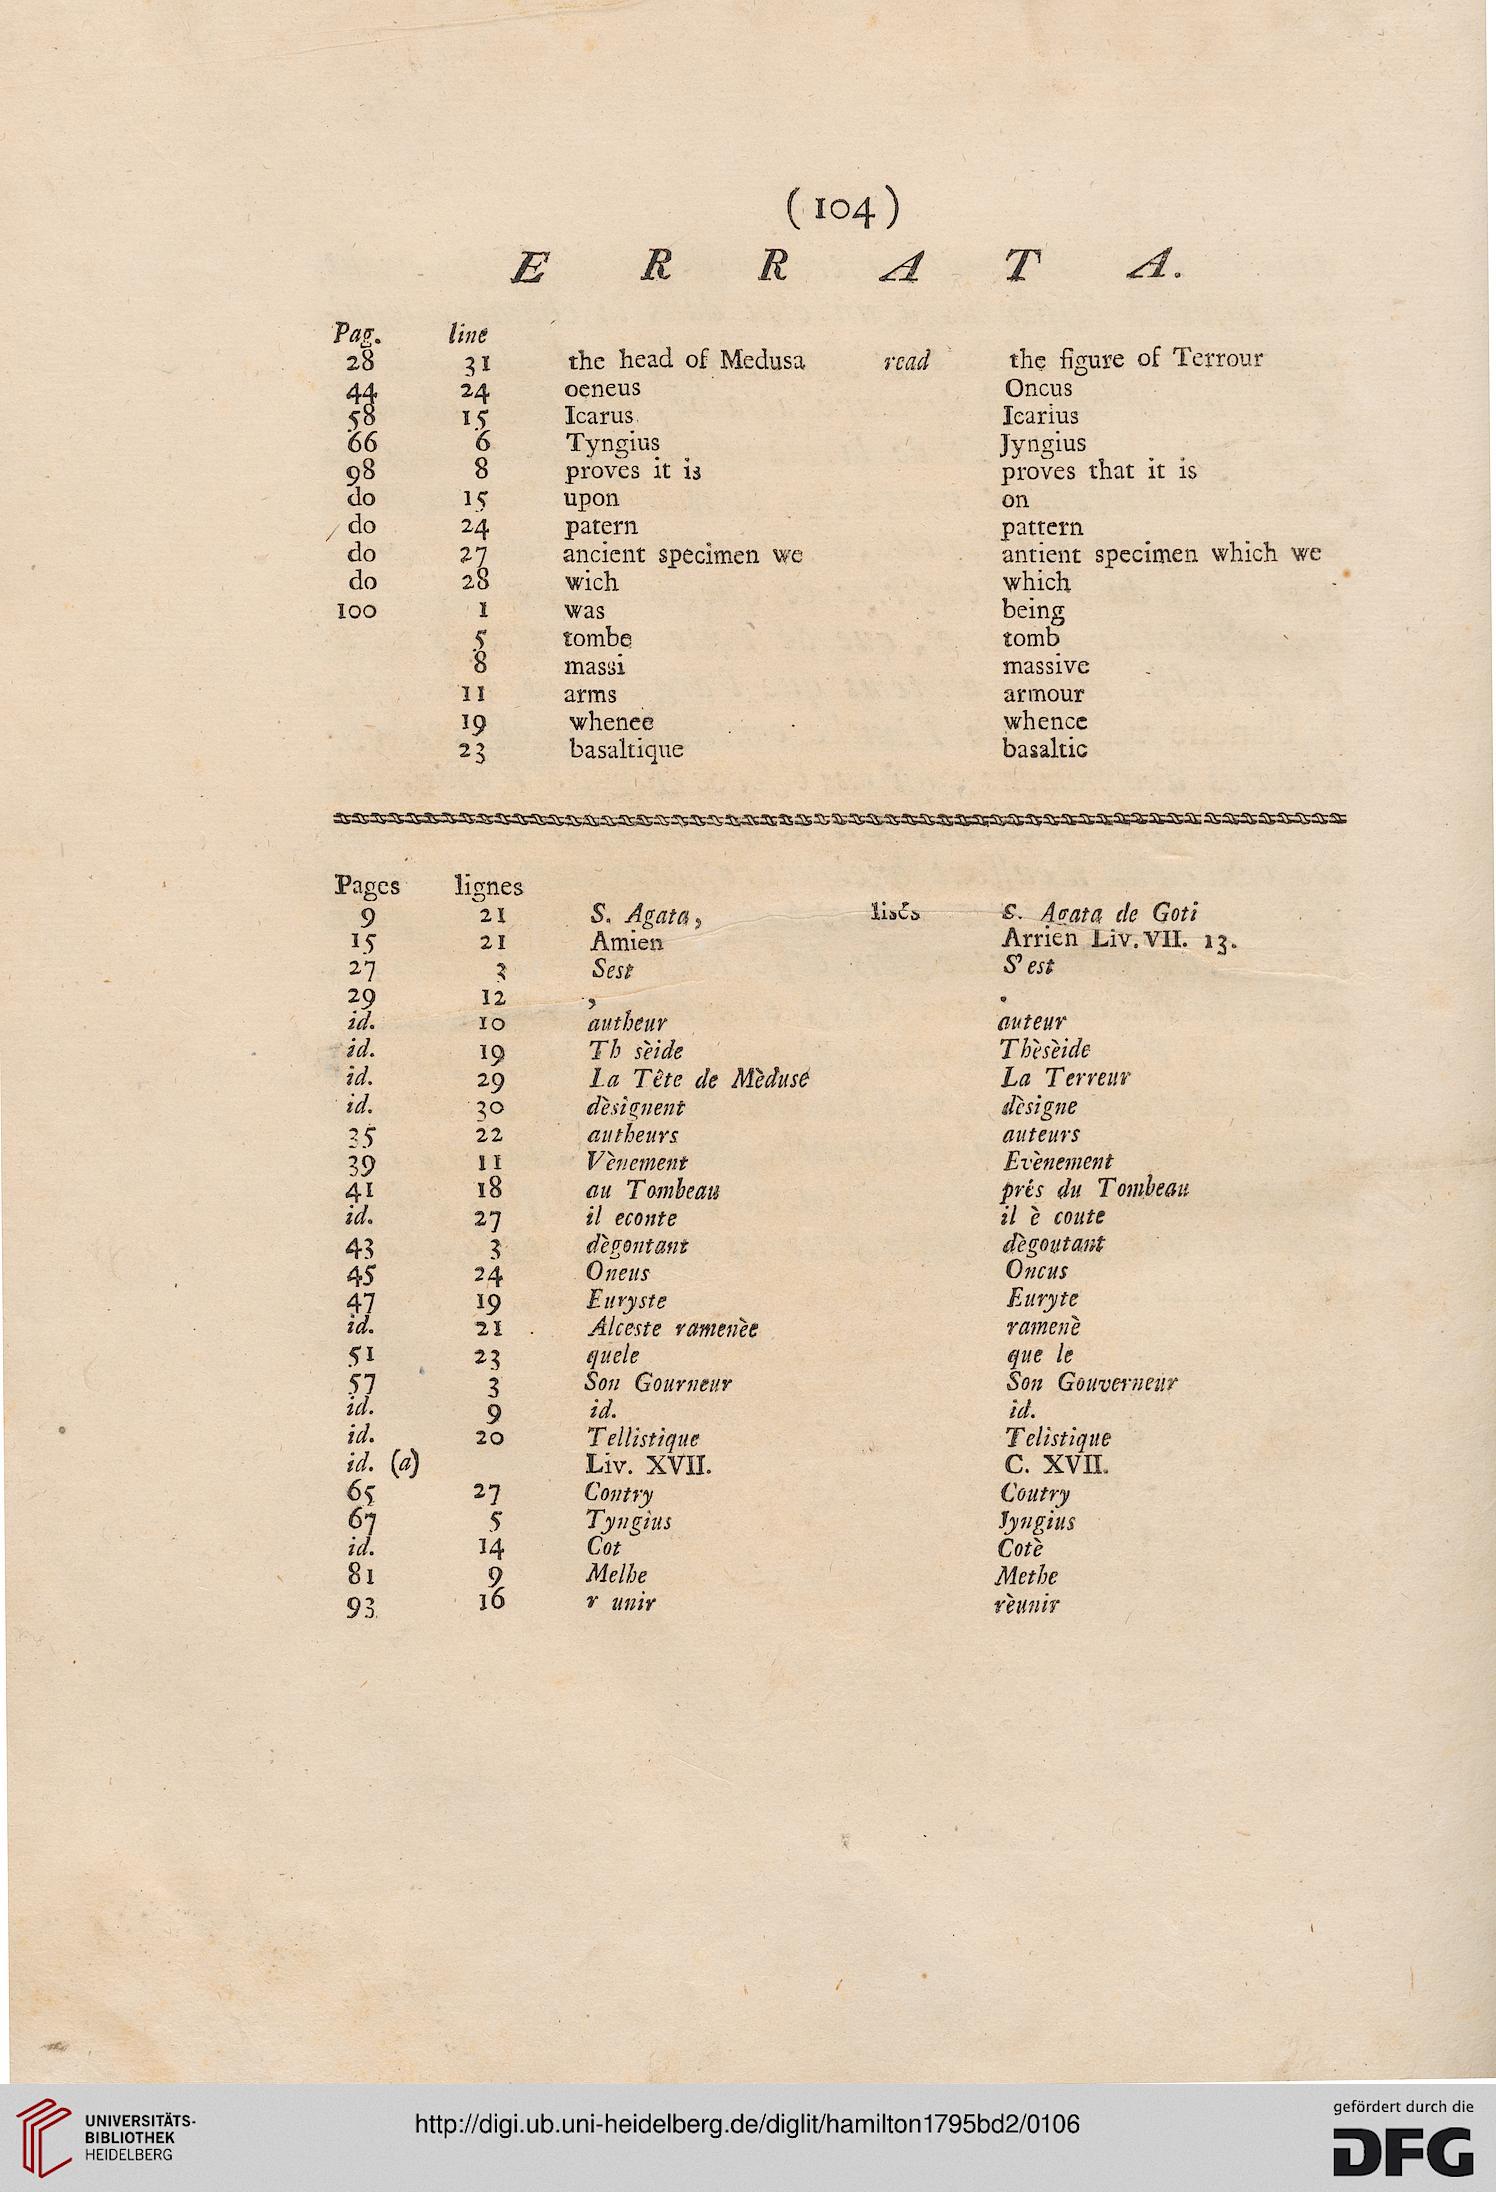 ( 104 )
E R R A T A.
Pag. line
28 31 the head of Medusa read the figure of Terrour
44 24 oeneus Oncus
58 15 Icarus Icarius
66 6 Tyngius Jyngius
98 8 proves it is proves that it is
do 15 upon on
do 24 patern pattern
do 27 ancient specimen we antient specimen which we
do 28 wich which
100 1 was being
5 tombe tomb
8 massi massive
11 arms armour
19 whenee whence
23 basaltique basaltic
Pages lignes
9 21 S. Agata, lisés S. Agata de Goti
15 21 Amien Arrien Liv. VII. 13.
27 3 Sest S'est
29 12 , .
id. 10 autheur auteur
id. 19 Th sèide Thèsèide
id. 29 La Tête de Mèduse La Terreur
id. 30 dèsignent dèsigne
35 22 autheurs auteurs
39 11 Vènement Evènement
41 18 au Tombeau prés du Tombeau
id. 27 il econte il è coute
43 3 dègontant dègoutant
45 24 Oneus Oncus
47 19 Euryste Euryte
id. 21 Alceste ramenèe ramenè
51 23 quele que le
57 3 Son Gourneur Son Gouverneur
id. 9 id. id.
id. 20 Tellistique Telistique
id. (a) Liv. XVII. C. XVII.
65 27 Contry Coutry
67 5 Tyngius Jyngius
id. 14 Cot Cotè
81 9 Melhe Methe
93 16 r unir rèunir
UNIVERSITÄTS-
BIBLIOTHEK
HEIDELBERG
http://digi.ub.uni-heidelberg.de/diglit/hamilton1795bd2/0106
gefördert durch die
DFG